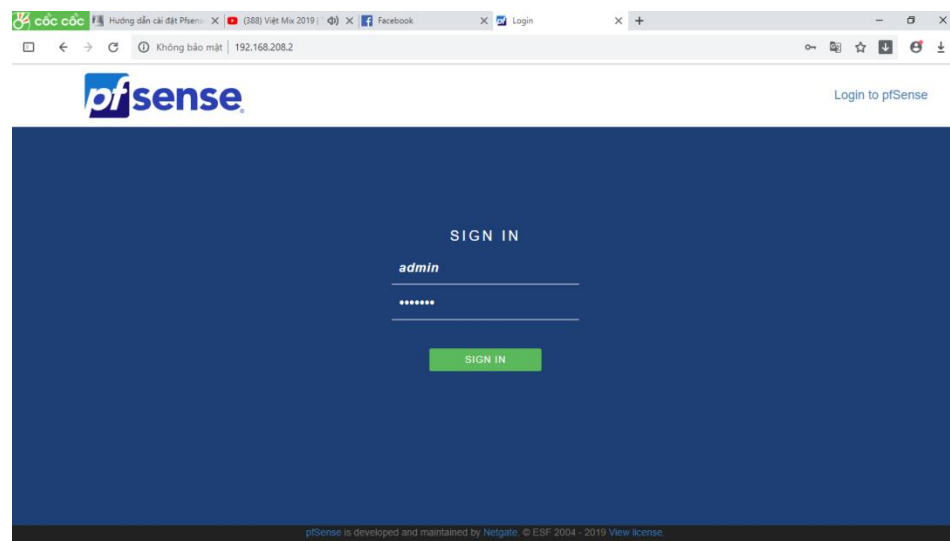 cốc cốc Hướng dẫn cài đặt Pfsens (388) Việt Mix 2019 | Facebook Login
Không bảo mật 192.168.208.2
pfsense Login to pfSense
SIGN IN
admin
•••••••
SIGN IN
pfSense is developed and maintained by Netgate. © ESF 2004 - 2019 View license.